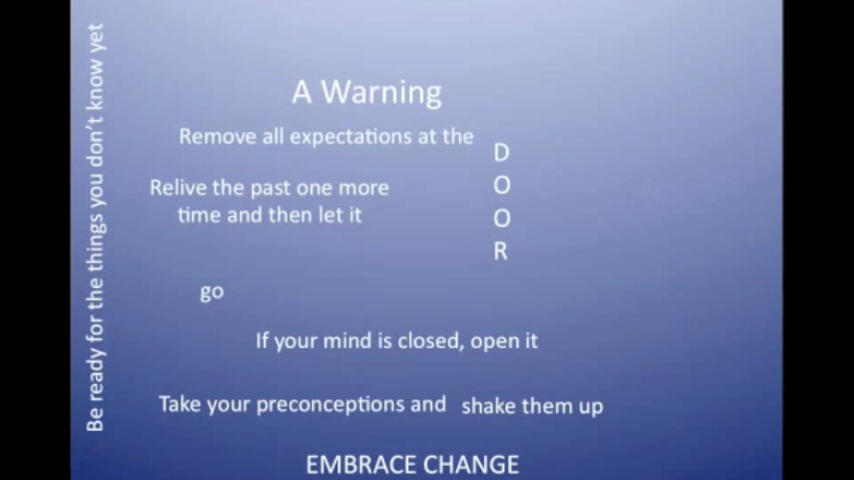 Be ready for the things you don't know yet
A Warning
Remove all expectations at the
D
O
O
R
Relive the past one more
time and then let it
go
If your mind is closed, open it
Take your preconceptions and shake them up
EMBRACE CHANGE